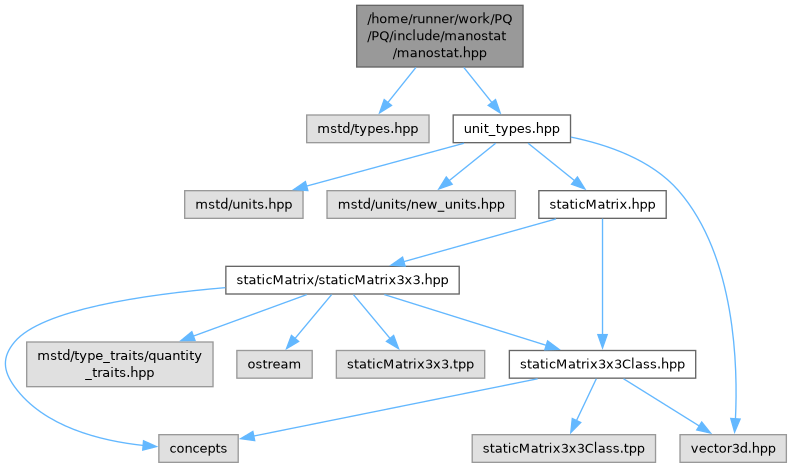 /home/runner/work/PQ
/PQ/include/manostat
/manostat.hpp
mstd/types.hpp
unit_types.hpp
mstd/units.hpp
mstd/units/new_units.hpp
staticMatrix.hpp
staticMatrix/staticMatrix3x3.hpp
mstd/type_traits/quantity
_traits.hpp
ostream
staticMatrix3x3.tpp
staticMatrix3x3Class.hpp
concepts
staticMatrix3x3Class.tpp
vector3d.hpp